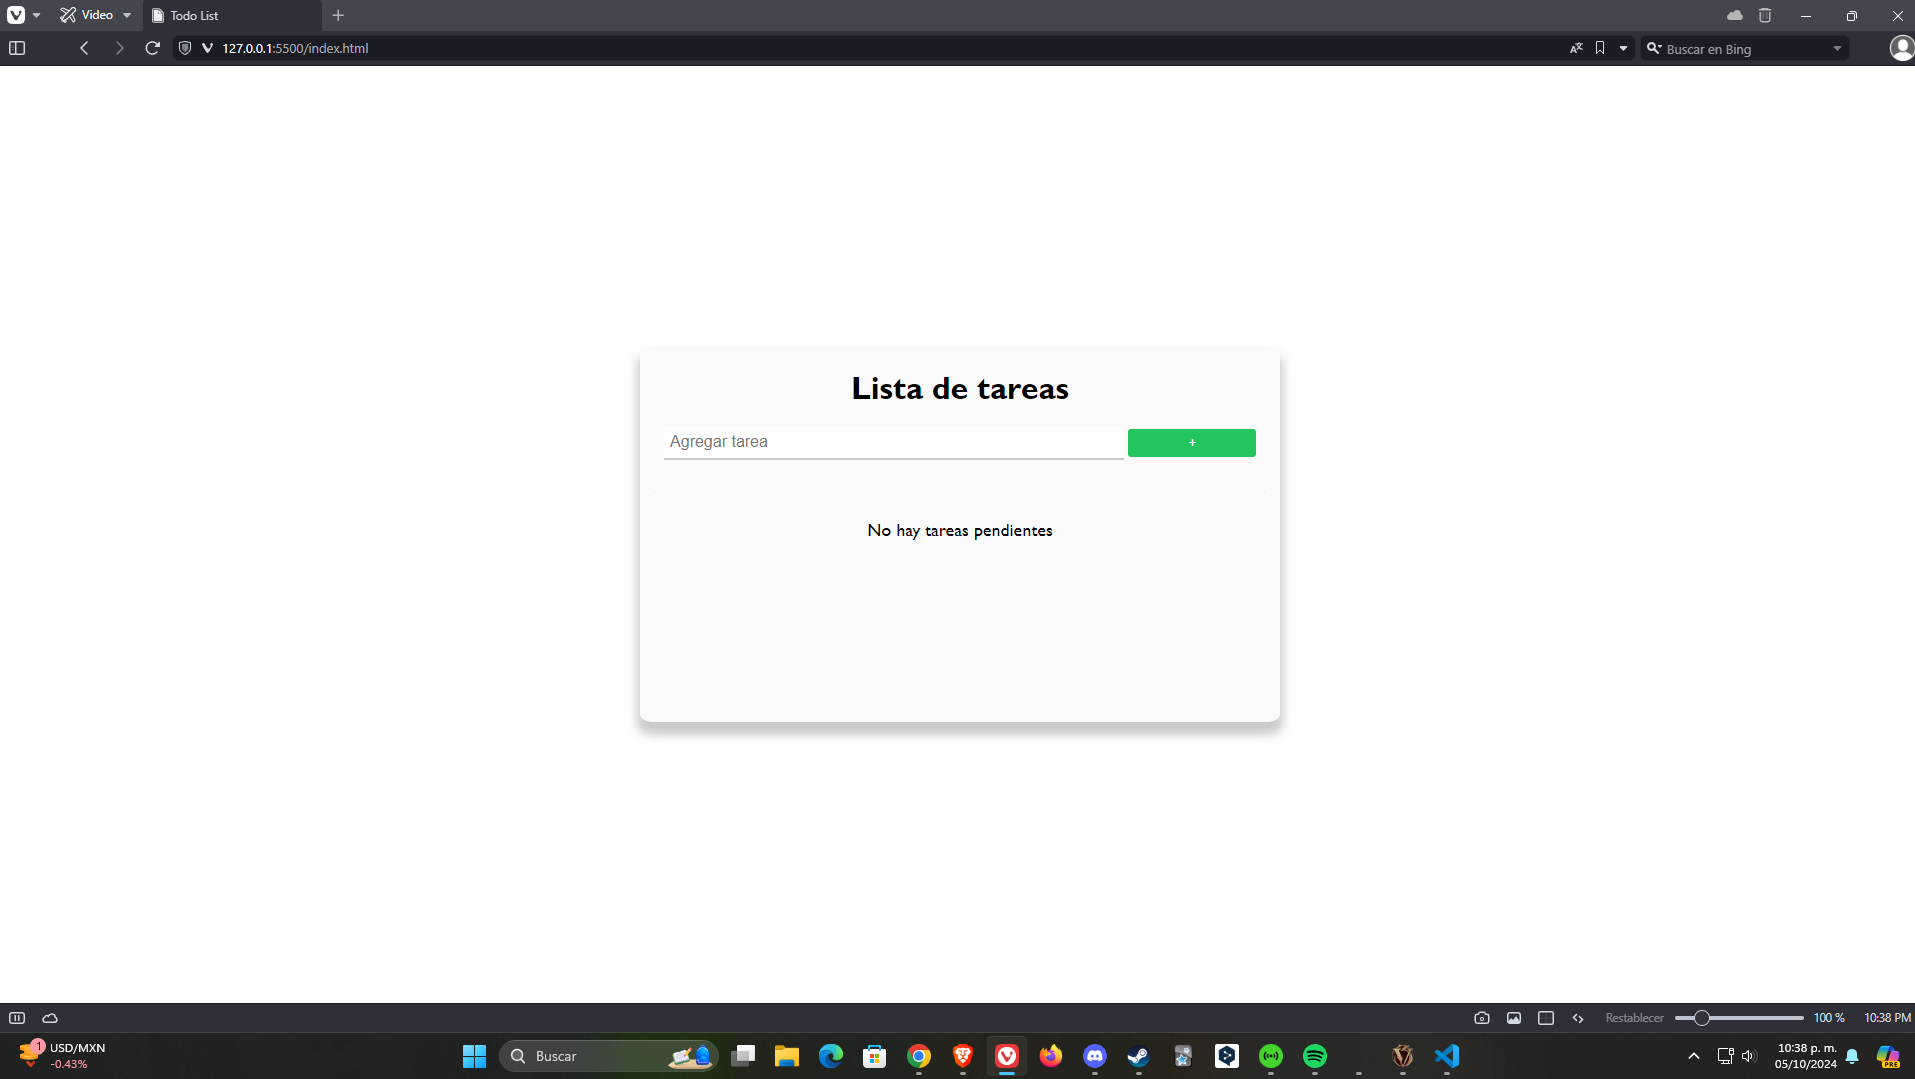 Video
Todo List
127.0.0.1:5500/index.html
Buscar en Bing
Lista de tareas
Agregar tarea
+
No hay tareas pendientes
Restablecer
100 %
10:38 PM
1
USD/MXN
-0.43%
Buscar
10:38 p. m.
05/10/2024
PRE